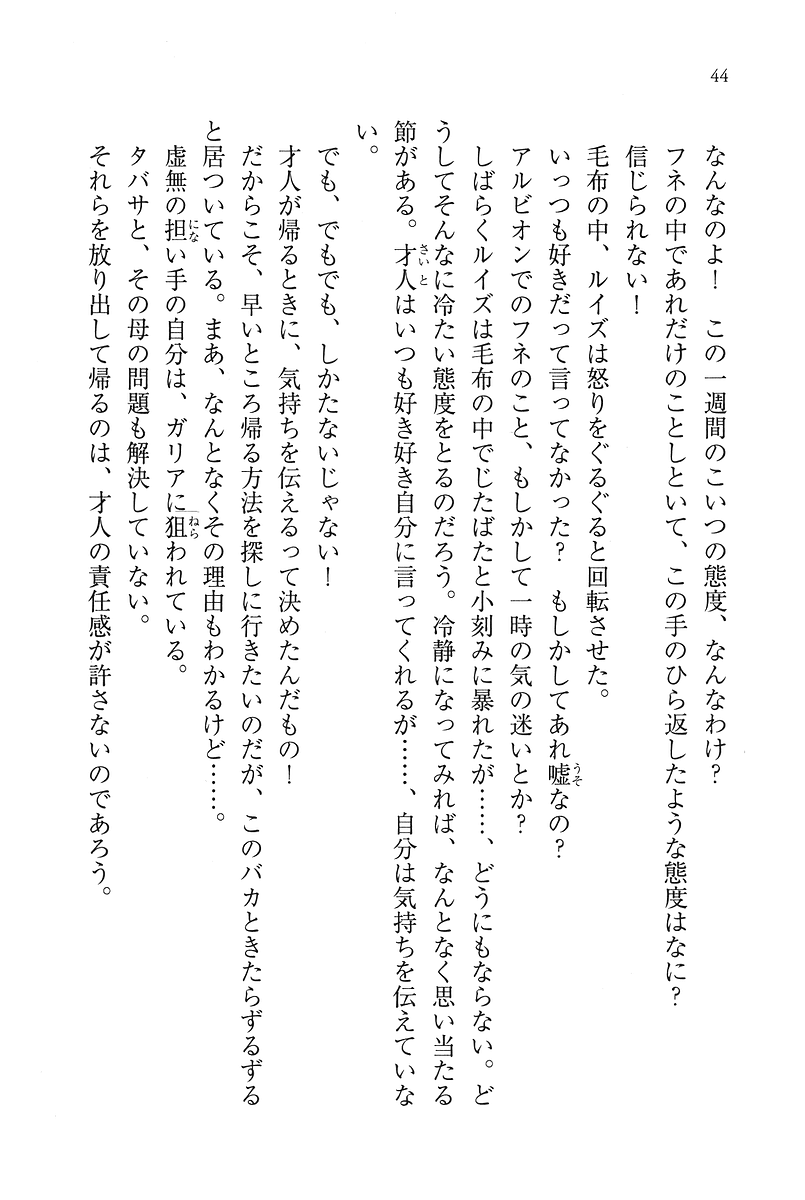 44
なんなのよ！　この一週間のこいつの態度、なんなわけ？
フネの中であれだけのことしといて、この手のひら返したような態度はなに？
信じられない！
毛布の中、ルイズは怒りをぐるぐると回転させた。
いっつも好きだって言ってなかった？　もしかしてあれ嘘なの？
アルビオンでのフネのこと、もしかして一時の気の迷いとか？
しばらくルイズは毛布の中でじたばたと小刻みに暴れたが……、どうにもならない。ど
うしてそんなに冷たい態度をとるのだろう。冷静になってみれば、なんとなく思い当たる
節がある。才人はいつも好き好き自分に言ってくれるが……、自分は気持ちを伝えていな
い。
でも、でもでも、しかたないじゃない！
才人が帰るときに、気持ちを伝えるって決めたんだもの！
だからこそ、早いところ帰る方法を探しに行きたいのだが、このバカときたらずるずる
と居ついている。まあ、なんとなくその理由もわかるけど……。
虚無の担い手の自分は、ガリアに狙われている。
タバサと、その母の問題も解決していない。
それらを放り出して帰るのは、才人の責任感が許さないのであろう。